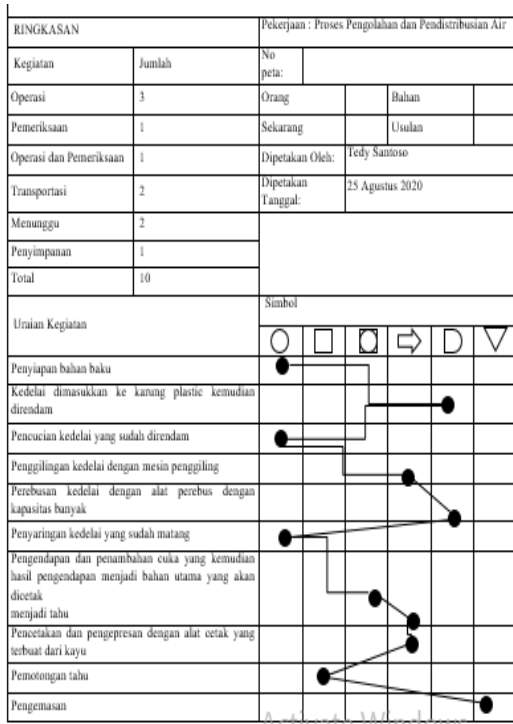 RINGKASAN
Pekerjaan : Proses Pengolahan dan Pendistribusian Air
Kegiatan Jumlah
No
peta:
Operasi 3
Orang Bahan
Pemeriksaan 1
Sekarang Usulan
Operasi dan Pemeriksaan 1
Dipetakan Oleh: Tedy Santoso
Transportasi 2
Dipetakan
Tanggal:
25 Agustus 2020
Menunggu 2
Penyimpanan 1
Total 10
Uraian Kegiatan
Simbol
Penyiapan bahan baku
Kedelai dimasukkan ke karung plastic kemudian
direndam
Pencucian kedelai yang sudah direndam
Penggilingan kedelai dengan mesin penggiling
Perebusan kedelai dengan alat perebus dengan
kapasitas banyak
Penyaringan kedelai yang sudah matang
Pengendapan dan penambahan cuka yang kemudian
hasil pengendapan menjadi bahan utama yang akan
dicetak
menjadi tahu
Pencetakan dan pengepresan dengan alat cetak yang
terbuat dari kayu
Pemotongan tahu
Pengemasan
Activate Windows